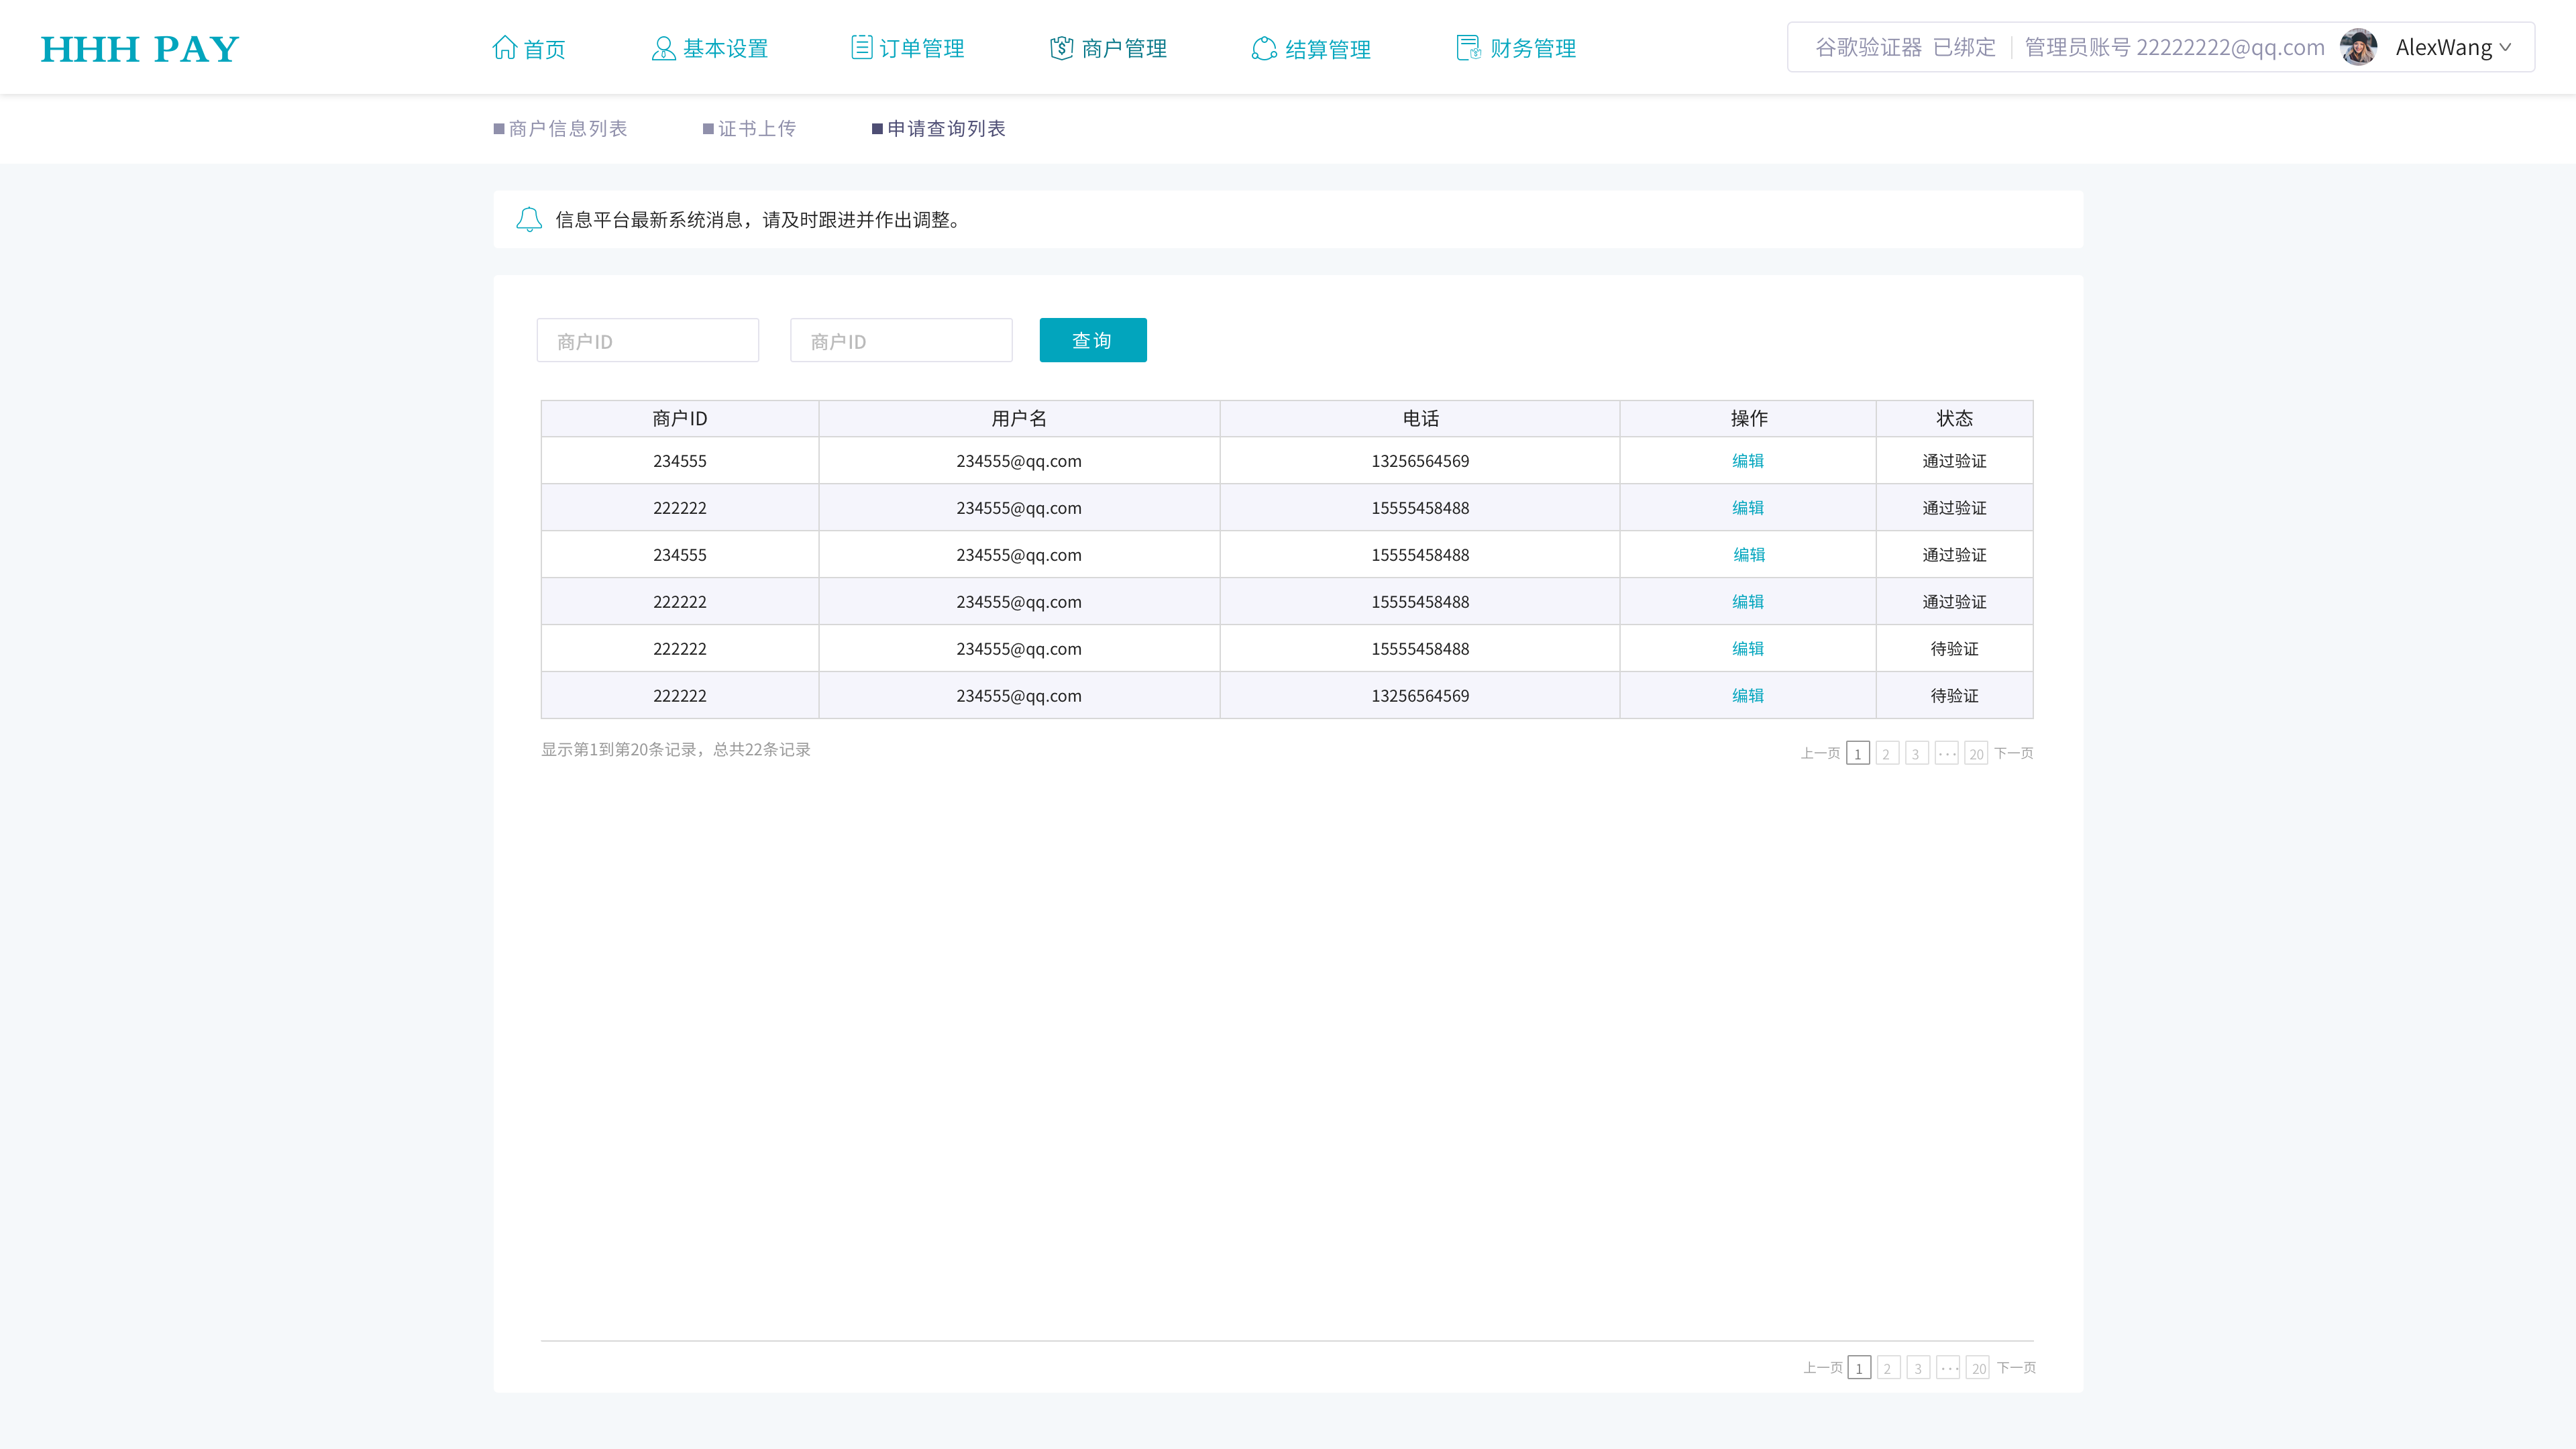 HHH PAY 首页 基本设置 订单管理 商户管理 结算管理 财务管理 谷歌验证器 已绑定 管理员账号 22222222@qq.com AlexWang
商户信息列表 证书上传 申请查询列表
信息平台最新系统消息，请及时跟进并作出调整。
商户ID 商户ID 查询
商户ID 用户名 电话 操作 状态
234555 234555@qq.com 13256564569 编辑 通过验证
222222 234555@qq.com 15555458488 编辑 通过验证
234555 234555@qq.com 15555458488 编辑 通过验证
222222 234555@qq.com 15555458488 编辑 通过验证
222222 234555@qq.com 15555458488 编辑 待验证
222222 234555@qq.com 13256564569 编辑 待验证
显示第1到第20条记录，总共22条记录 上一页 1 2 3 ··· 20 下一页
上一页 1 2 3 ··· 20 下一页